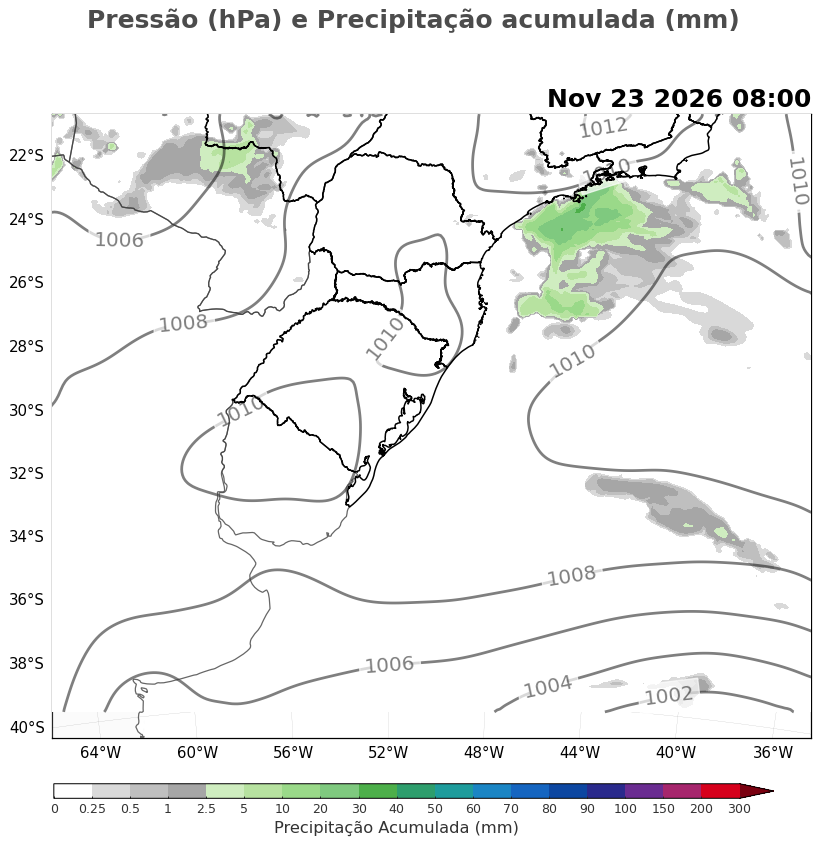 Pressão (hPa) e Precipitação acumulada (mm)
Nov 23 2026 08:00
1012
1010
22°S
1010
24°S
1006
26°S
1008
1010
28°S
1010
30°S
1010
32°S
34°S
1008
36°S
1006
38°S
1004
1002
40°S
64°W 60°W 56°W 52°W 48°W 44°W 40°W 36°W
0 0.25 0.5 1 2.5 5 10 20 30 40 50 60 70 80 90 100 150 200 300
Precipitação Acumulada (mm)